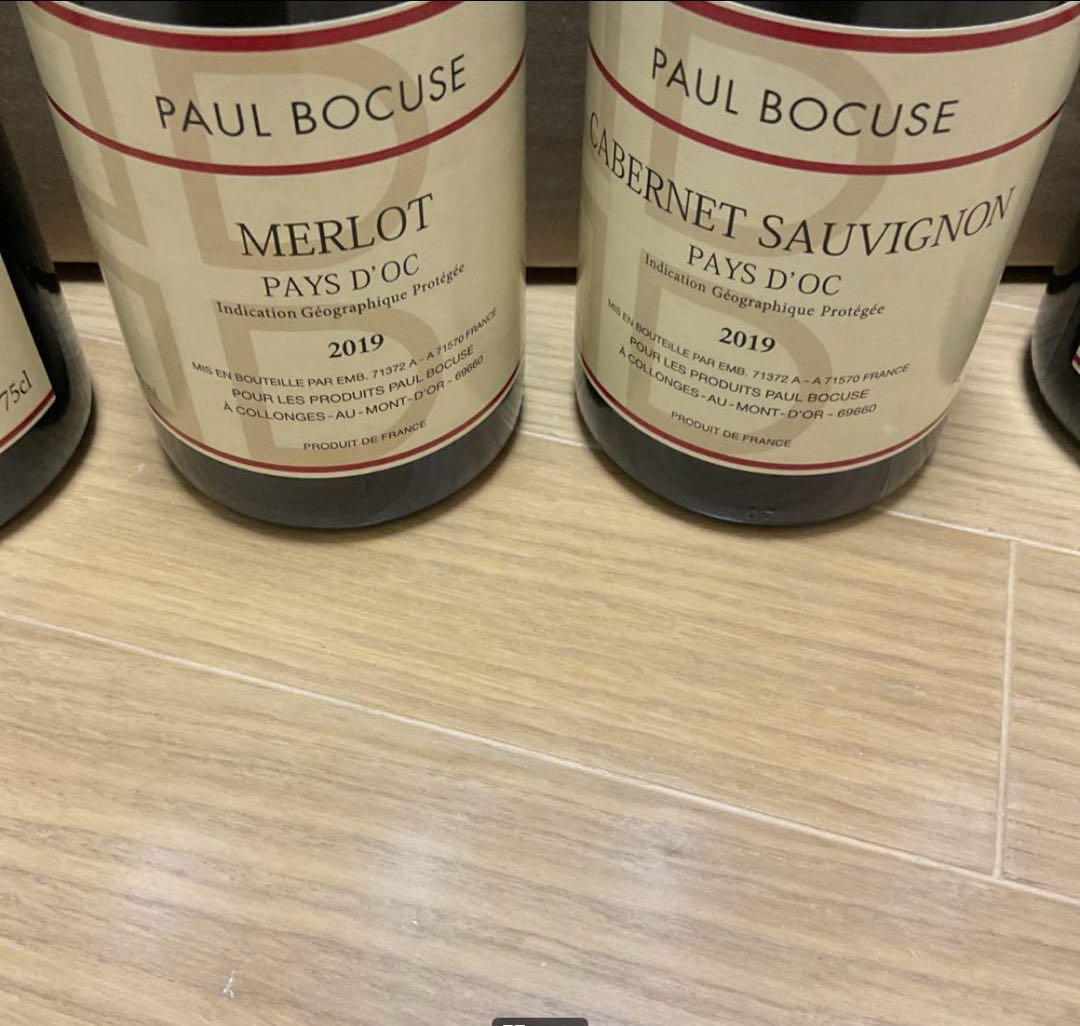 75cl
PAUL BOCUSE
MERLOT
PAYS D'OC
Indication Géographique Protégée
2019
MIS EN BOUTEILLE PAR EMB. 71372 A - A 71570 FRANCE
POUR LES PRODUITS PAUL BOCUSE
À COLLONGES-AU-MONT-D'OR - 69660
PRODUIT DE FRANCE
PAUL BOCUSE
CABERNET SAUVIGNON
PAYS D'OC
Indication Géographique Protégée
2019
MIS EN BOUTEILLE PAR EMB. 71372 A - A 71570 FRANCE
POUR LES PRODUITS PAUL BOCUSE
À COLLONGES-AU-MONT-D'OR - 69660
PRODUIT DE FRANCE